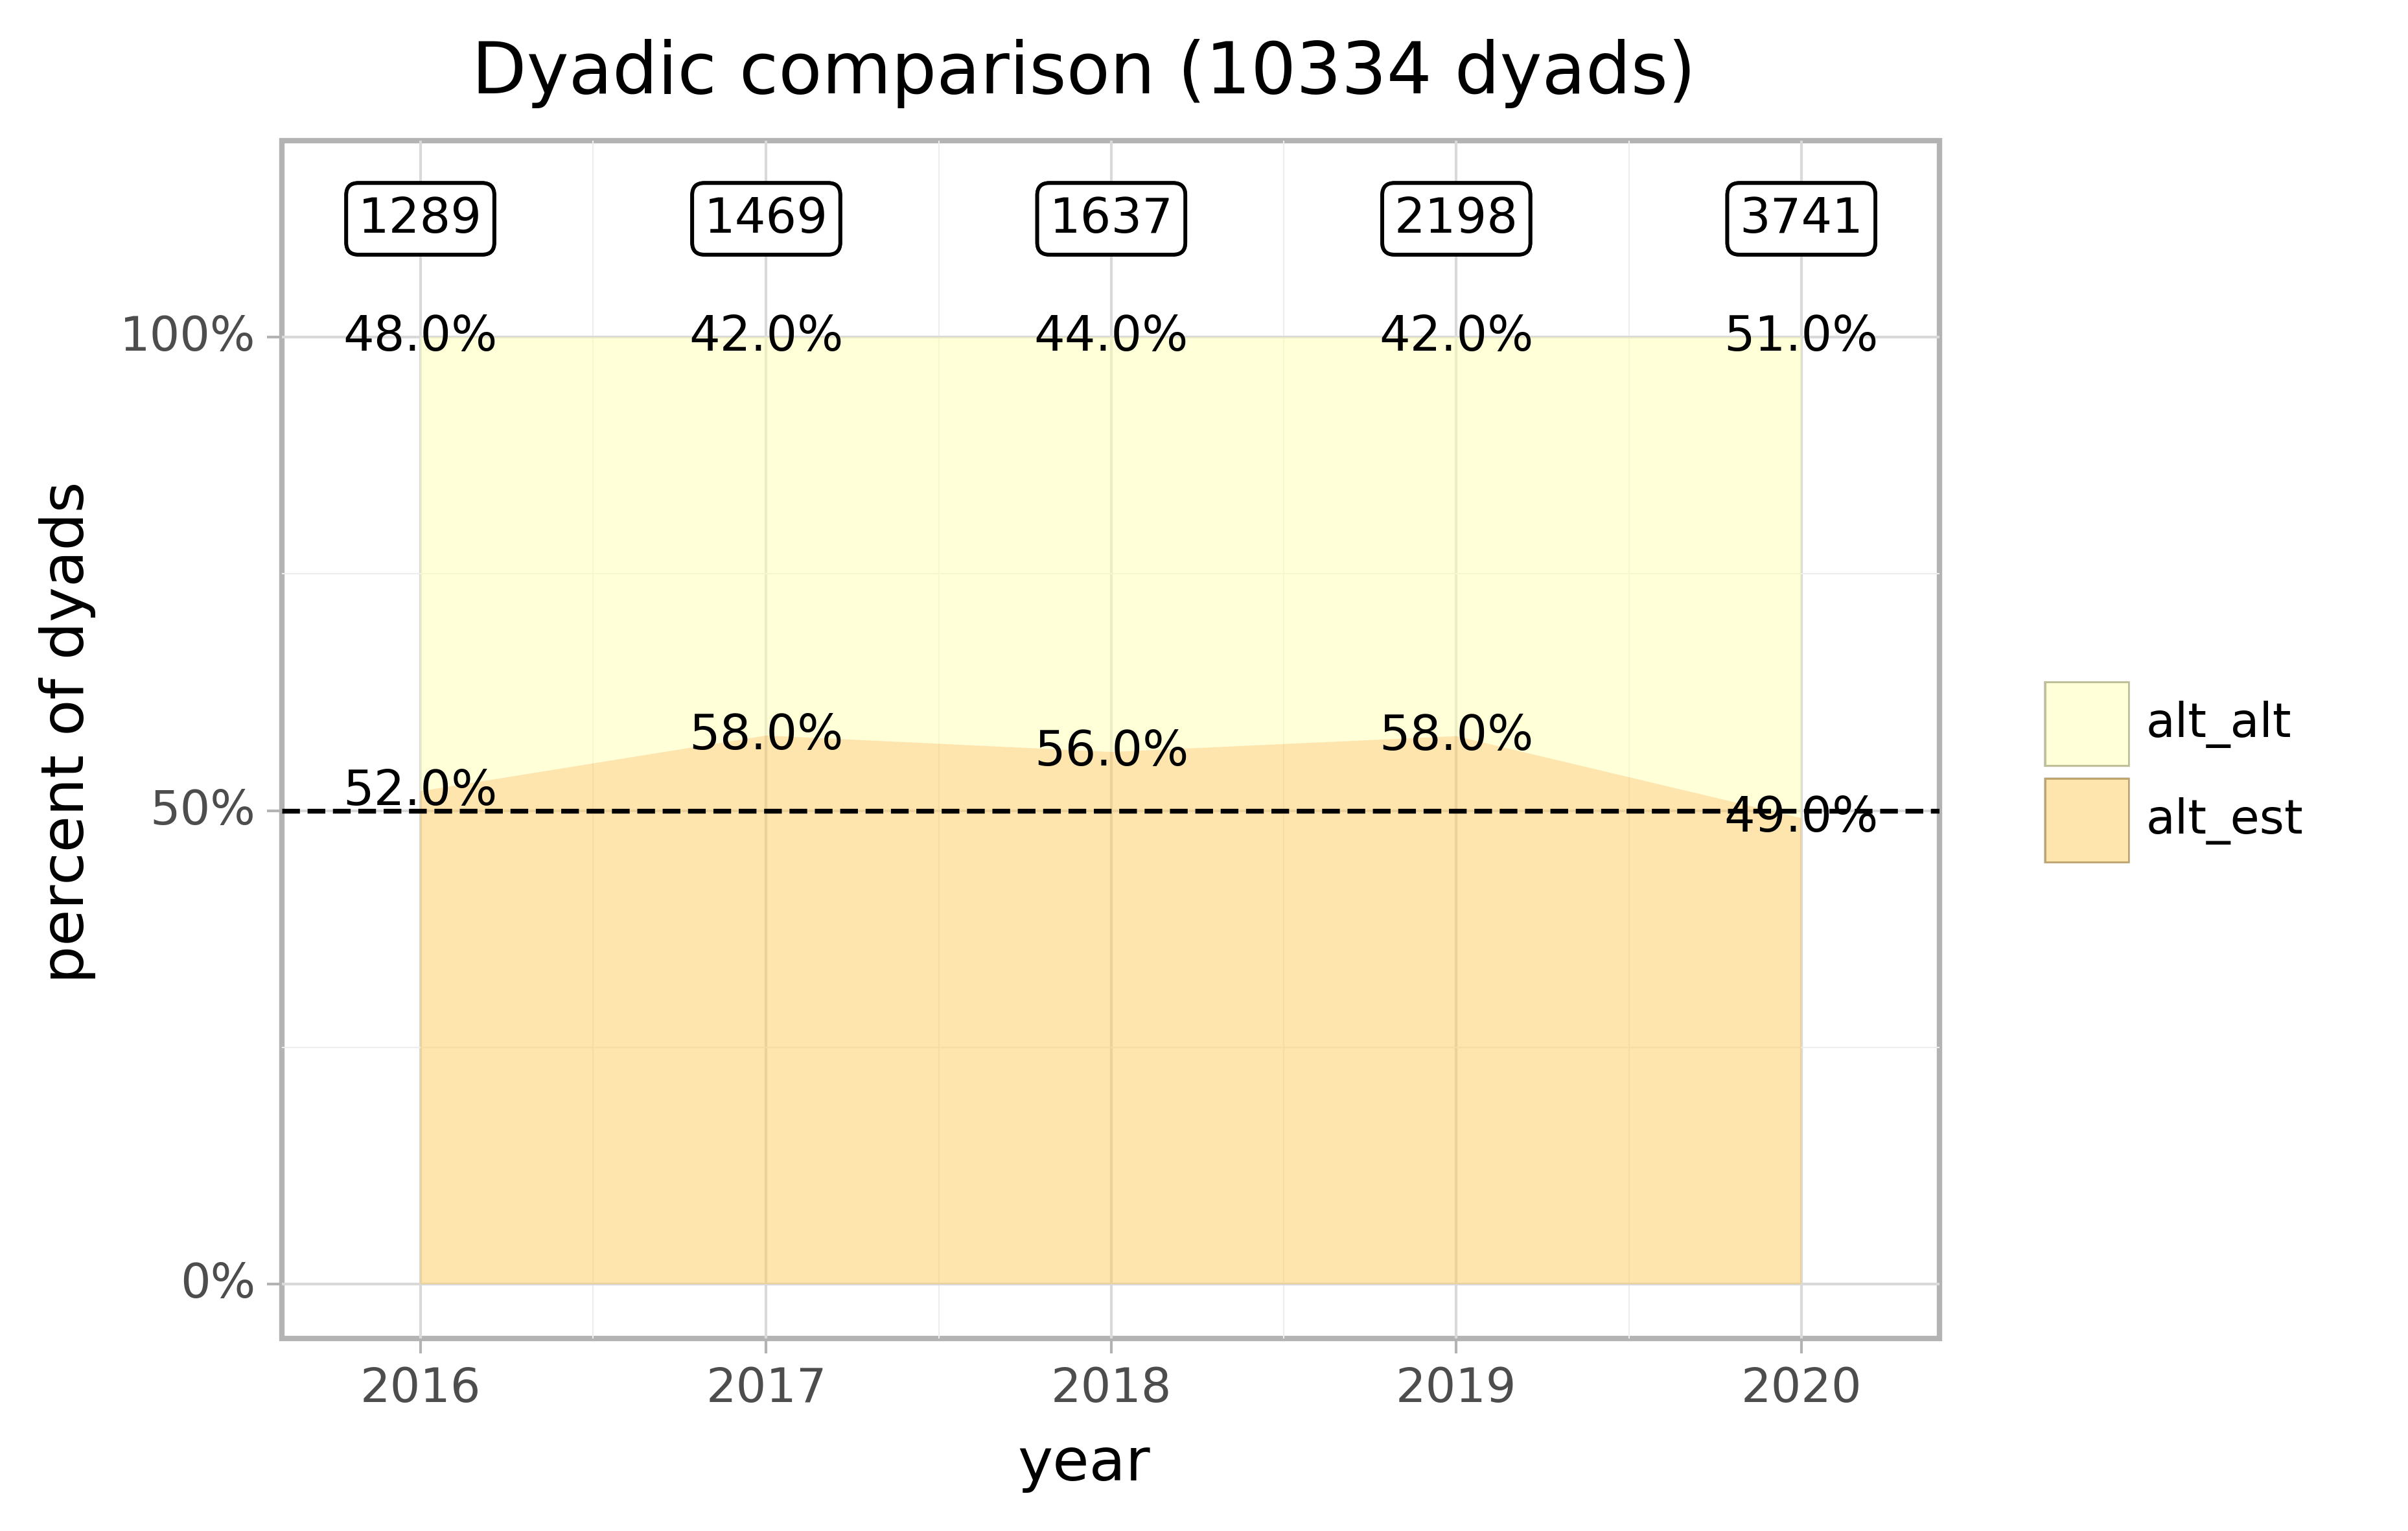 Dyadic comparison (10334 dyads)
1289 1469 1637 2198 3741
100%
48.0% 42.0% 44.0% 42.0% 51.0%
58.0% 56.0% 58.0%
52.0%
50%
49.0%
0%
2016 2017 2018 2019 2020
year
percent of dyads
alt_alt
alt_est